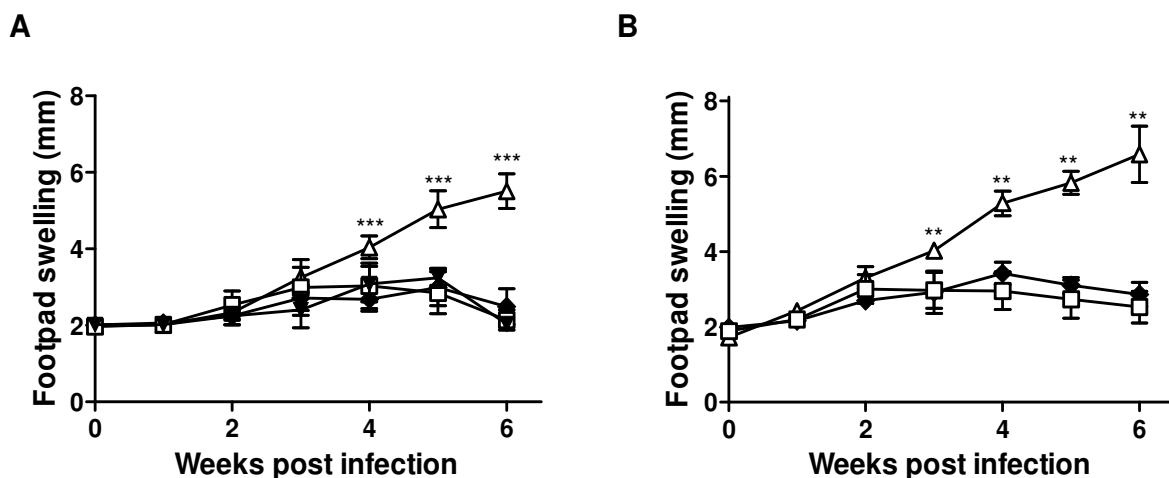 A
Footpad swelling (mm)
8
6
4
2
0
***
***
***
0 2 4 6
Weeks post infection
B
Footpad swelling (mm)
8
6
4
2
0
**
**
**
**
0 2 4 6
Weeks post infection